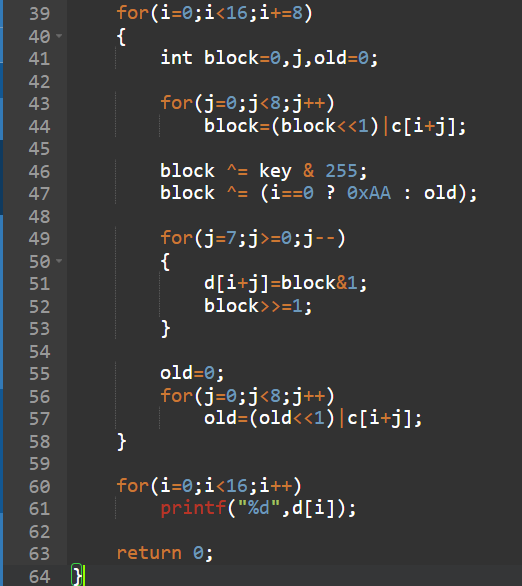 39 for(i=0;i<16;i+=8)
40 {
41 int block=0,j,old=0;
42
43 for(j=0;j<8;j++)
44 block=(block<<1)|c[i+j];
45
46 block ^= key & 255;
47 block ^= (i==0 ? 0xAA : old);
48
49 for(j=7;j>=0;j--)
50 {
51 d[i+j]=block&1;
52 block>>=1;
53 }
54
55 old=0;
56 for(j=0;j<8;j++)
57 old=(old<<1)|c[i+j];
58 }
59
60 for(i=0;i<16;i++)
61 printf("%d",d[i]);
62
63 return 0;
64 }